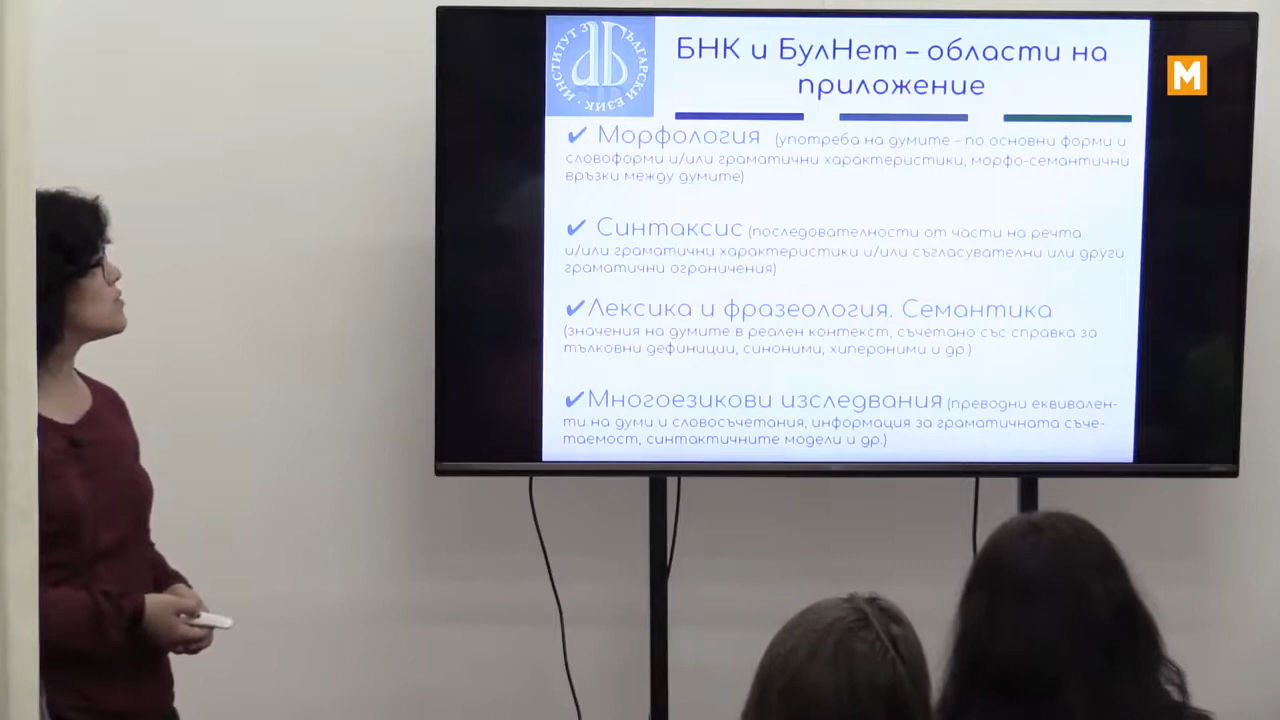 БНК и БулНет – области на
приложение
ИНСТИТУТ ЗА БЪЛГАРСКИ ЕЗИК
M
✔ Морфология (употреба на думите – по основни форми и
словоформи и/или граматични характеристики, морфо-семантични
връзки между думите)
✔ Синтаксис (последователности от части на речта
и/или граматични характеристики и/или съгласувателни или други
граматични ограничения)
✔Лексика и фразеология. Семантика
(значения на думите в реален контекст, съчетано със справка за
тълковни дефиниции, синоними, хипероними и др.)
✔Многоезикови изследвания (преводни еквивален-
ти на думи и словосъчетания, информация за граматичната съче-
таемост, синтактичните модели и др.)